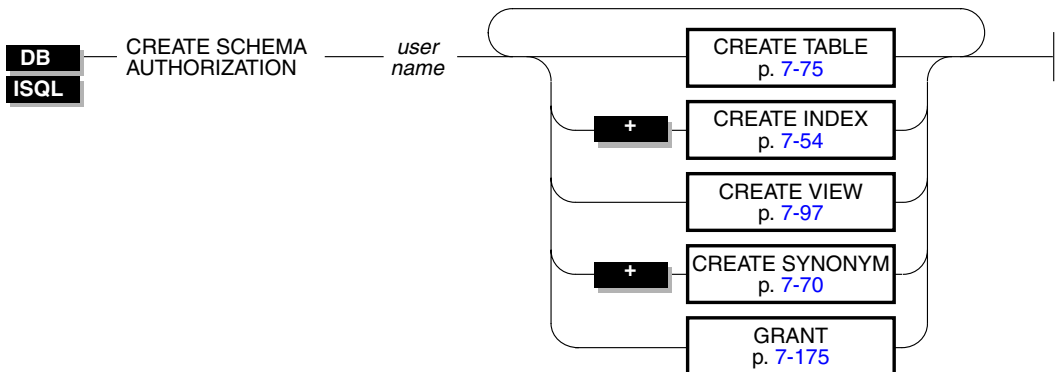 DB
ISQL
CREATE SCHEMA
AUTHORIZATION
user
name
CREATE TABLE
p. 7-75
+
CREATE INDEX
p. 7-54
CREATE VIEW
p. 7-97
+
CREATE SYNONYM
p. 7-70
GRANT
p. 7-175